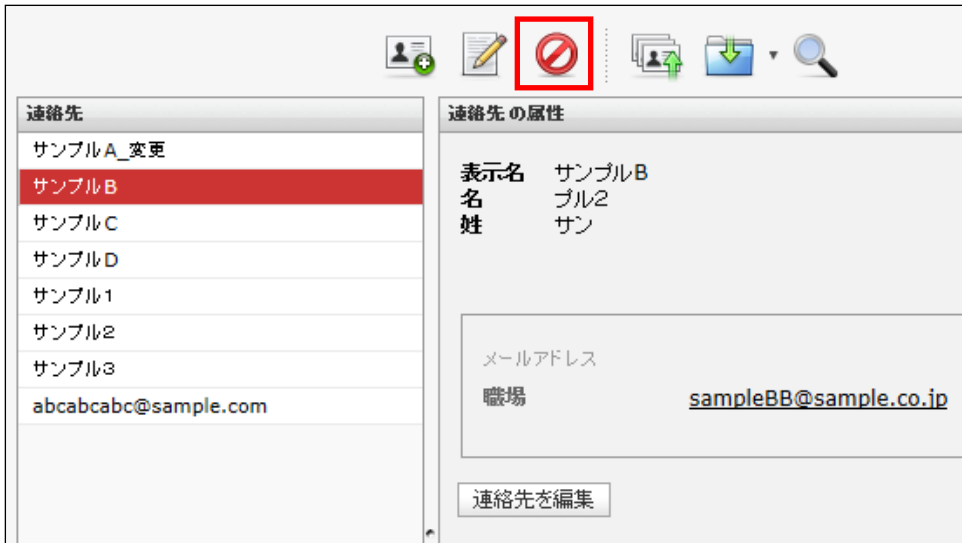 連絡先
サンプルA_変更
サンプルB
サンプルC
サンプルD
サンプル1
サンプル2
サンプル3
abcabcabc@sample.com
連絡先の属性
表示名 サンプルB
名 プル2
姓 サン
メールアドレス
職場 sampleBB@sample.co.jp
連絡先を編集